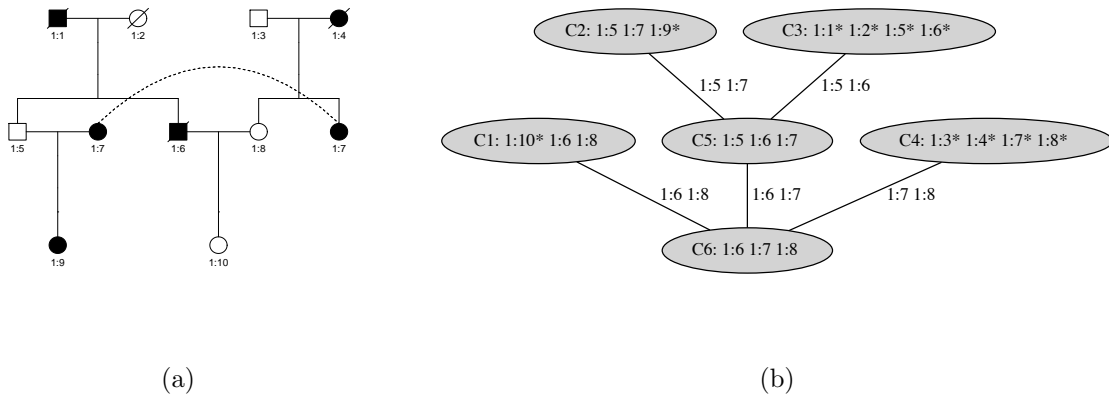 1:1 1:2 1:3 1:4
1:5 1:7 1:6 1:8 1:7
1:9 1:10
(a)
C2: 1:5 1:7 1:9*
C3: 1:1* 1:2* 1:5* 1:6*
1:5 1:7
1:5 1:6
C1: 1:10* 1:6 1:8
C5: 1:5 1:6 1:7
C4: 1:3* 1:4* 1:7* 1:8*
1:6 1:8
1:6 1:7
1:7 1:8
C6: 1:6 1:7 1:8
(b)